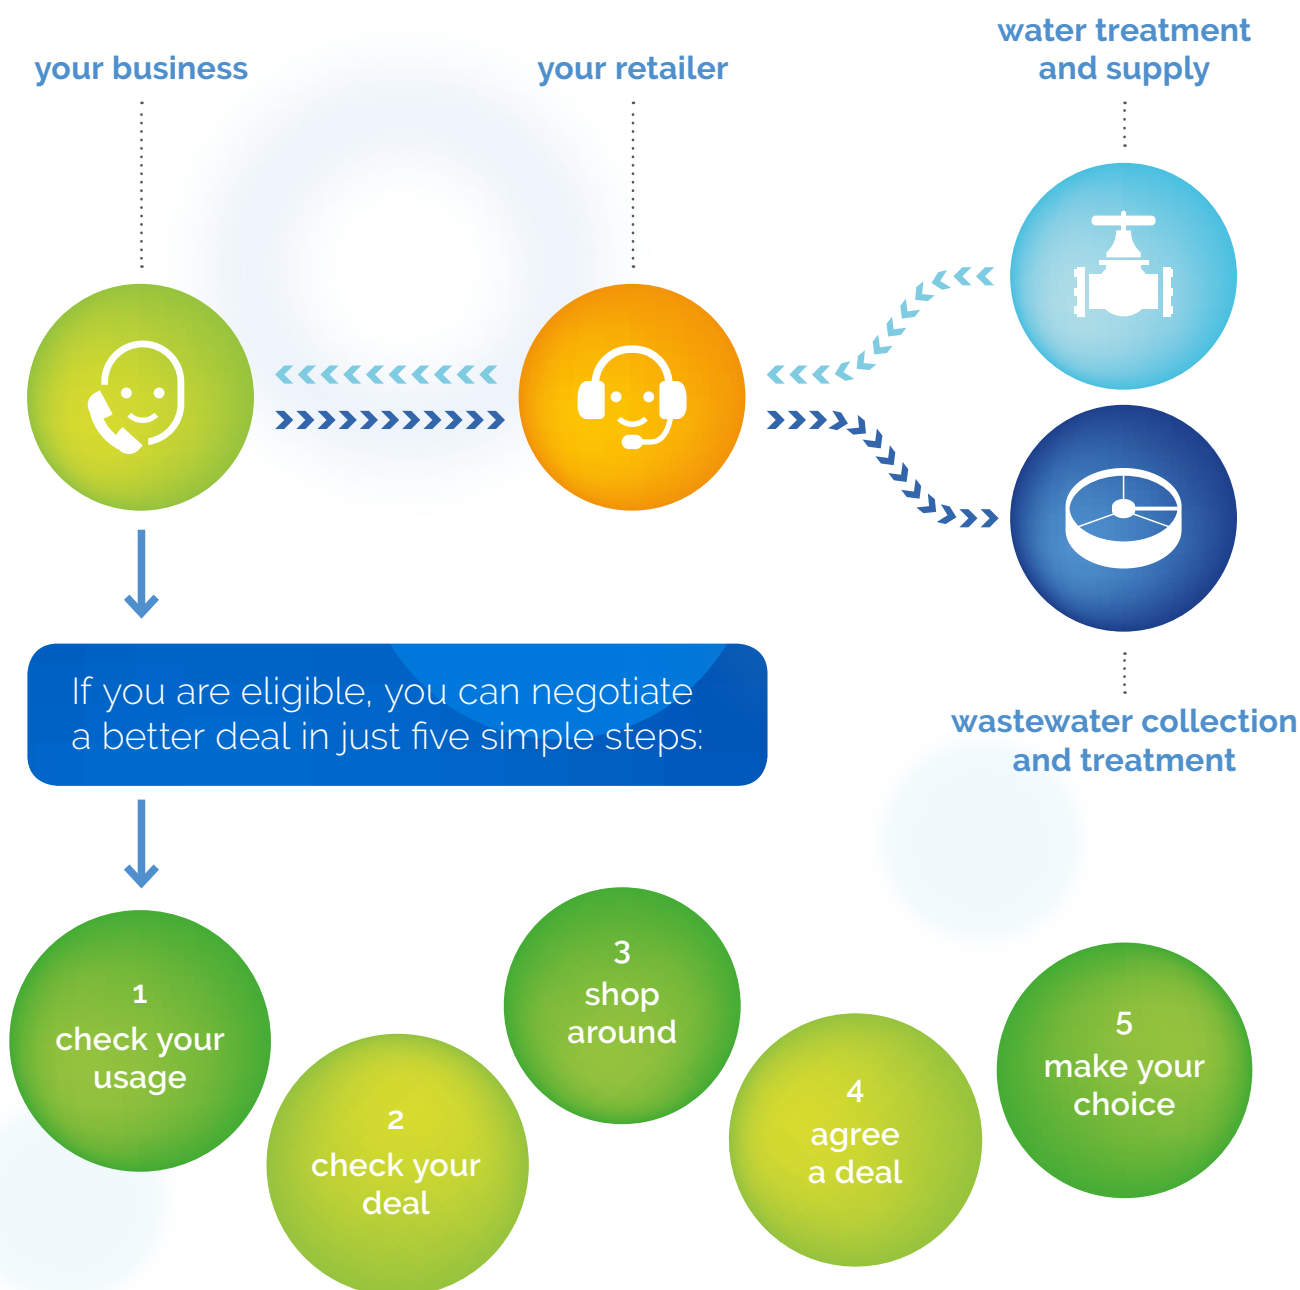 your business
your retailer
water treatment
and supply
wastewater collection
and treatment
If you are eligible, you can negotiate
a better deal in just five simple steps:
1
check your
usage
2
check your
deal
3
shop
around
4
agree
a deal
5
make your
choice